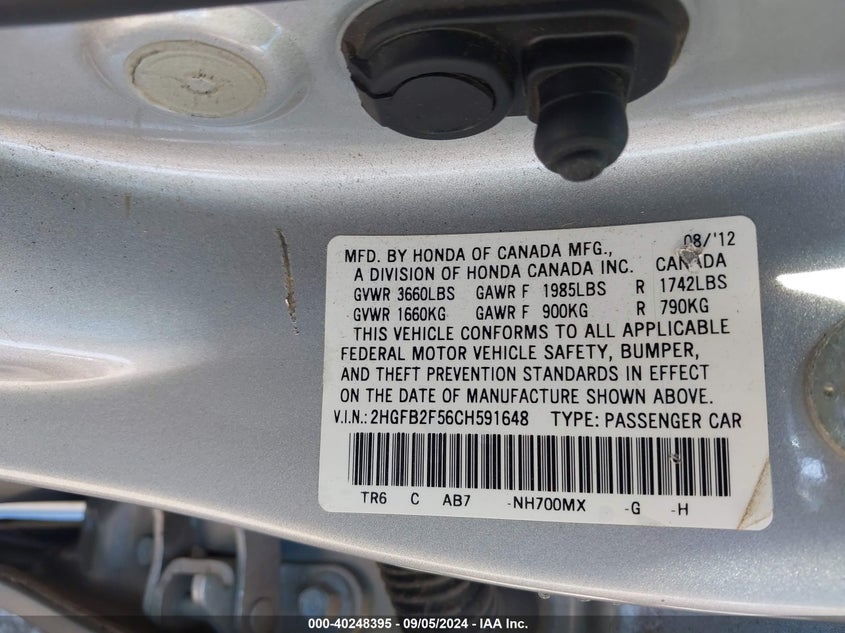 08/'12
MFD. BY HONDA OF CANADA MFG.,
A DIVISION OF HONDA CANADA INC. CANADA
GVWR 3660LBS GAWR F 1985LBS R 1742LBS
GVWR 1660KG GAWR F 900KG R 790KG
THIS VEHICLE CONFORMS TO ALL APPLICABLE
FEDERAL MOTOR VEHICLE SAFETY, BUMPER,
AND THEFT PREVENTION STANDARDS IN EFFECT
ON THE DATE OF MANUFACTURE SHOWN ABOVE.
V.I.N.: 2HGFB2F56CH591648 TYPE: PASSENGER CAR
TR6 C AB7 -NH700MX -G -H
000-40248395 - 09/05/2024 - IAA Inc.